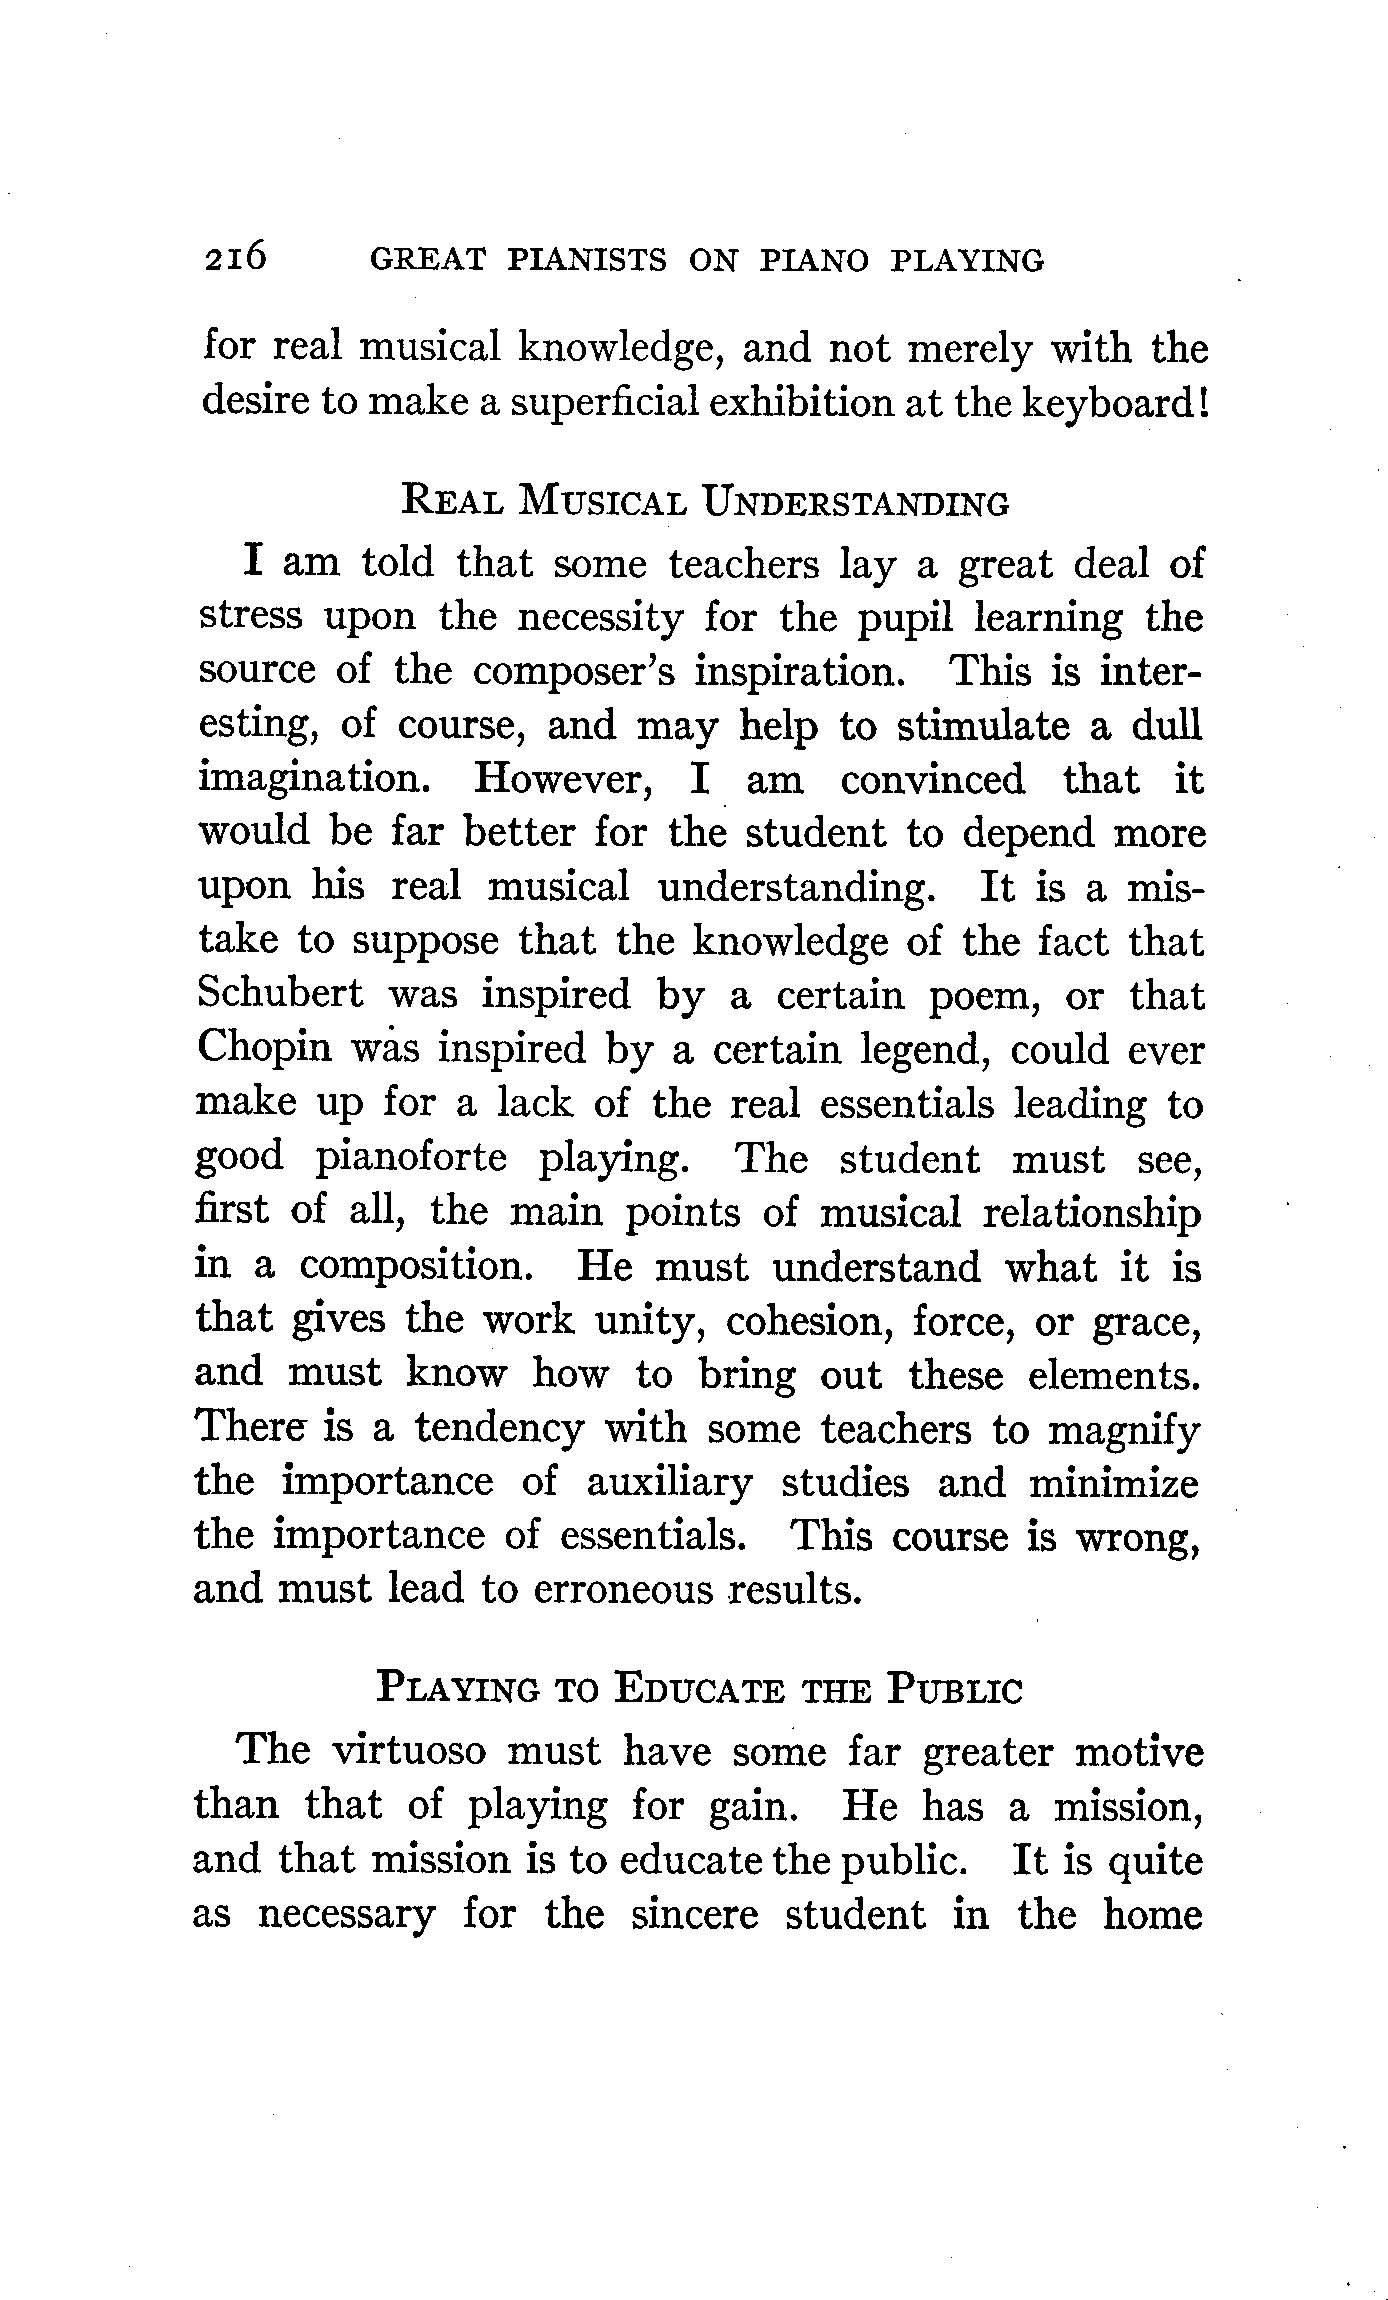 216 GREAT PIANISTS ON PIANO PLAYING
for real musical knowledge, and not merely with the
desire to make a superficial exhibition at the keyboard!
REAL MUSICAL UNDERSTANDING
I am told that some teachers lay a great deal of
stress upon the necessity for the pupil learning the
source of the composer's inspiration. This is inter-
esting, of course, and may help to stimulate a dull
imagination. However, I am convinced that it
would be far better for the student to depend more
upon his real musical understanding. It is a mis-
take to suppose that the knowledge of the fact that
Schubert was inspired by a certain poem, or that
Chopin was inspired by a certain legend, could ever
make up for a lack of the real essentials leading to
good pianoforte playing. The student must see,
first of all, the main points of musical relationship
in a composition. He must understand what it is
that gives the work unity, cohesion, force, or grace,
and must know how to bring out these elements.
There is a tendency with some teachers to magnify
the importance of auxiliary studies and minimize
the importance of essentials. This course is wrong,
and must lead to erroneous results.
PLAYING TO EDUCATE THE PUBLIC
The virtuoso must have some far greater motive
than that of playing for gain. He has a mission,
and that mission is to educate the public. It is quite
as necessary for the sincere student in the home